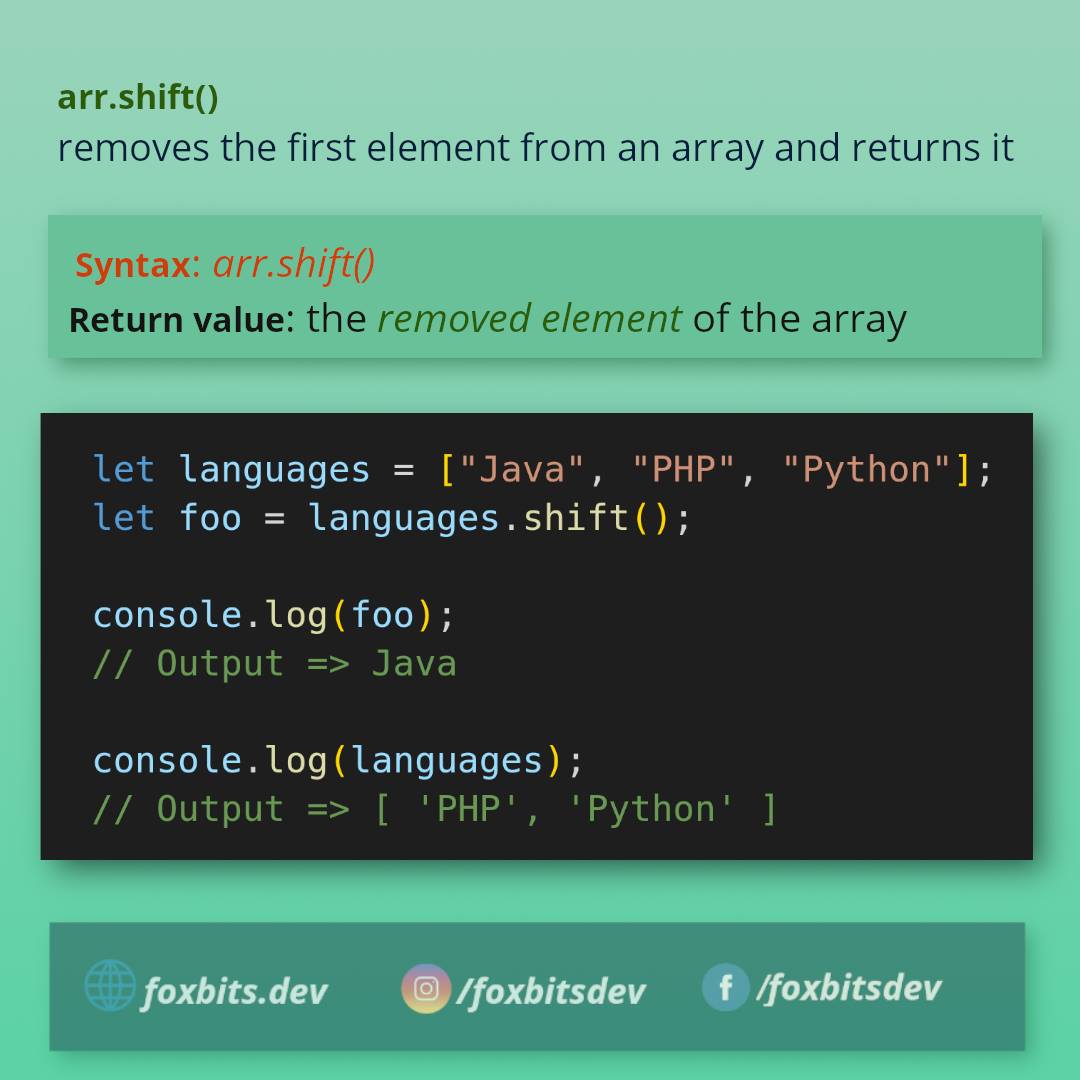 arr.shift()
removes the first element from an array and returns it
Syntax: arr.shift()
Return value: the removed element of the array
let languages = ["Java", "PHP", "Python"];
let foo = languages.shift();
console.log(foo);
// Output => Java
console.log(languages);
// Output => [ 'PHP', 'Python' ]
foxbits.dev /foxbitsdev /foxbitsdev